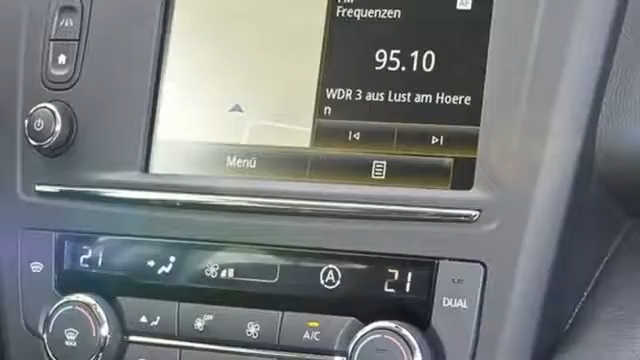 Frequenzen
95.10
WDR 3 aus Lust am Hoere
n
Menü
21
A
21
DUAL
A/C